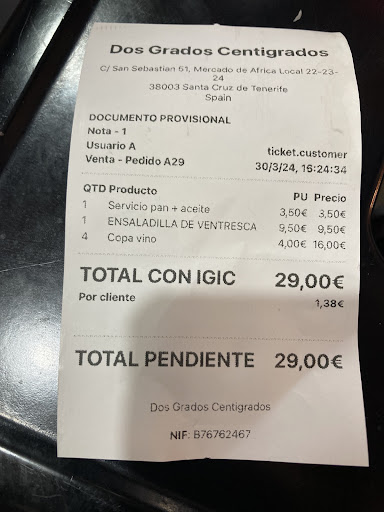 Dos Grados Centigrados
C/ San Sebastian 51, Mercado de Africa Local 22-23-
24
38003 Santa Cruz de Tenerife
Spain
DOCUMENTO PROVISIONAL
Nota - 1
Usuario A ticket.customer
Venta - Pedido A29 30/3/24, 16:24:34
QTD Producto PU Precio
1 Servicio pan + aceite 3,50€ 3,50€
1 ENSALADILLA DE VENTRESCA 9,50€ 9,50€
4 Copa vino 4,00€ 16,00€
TOTAL CON IGIC 29,00€
Por cliente 1,38€
TOTAL PENDIENTE 29,00€
Dos Grados Centigrados
NIF: B76762467